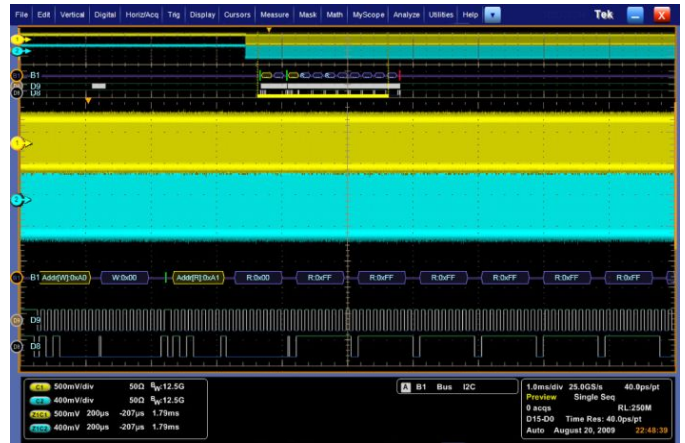 File Edit Vertical Digital Horiz/Acq Trig Display Cursors Measure Mask Math MyScope Analyze Utilities Help Tek X
1
2
B1
D9
D8
1
2
B1 Addr[W]:0xA0 W:0x00 Addr[R]:0xA1 R:0x00 R:0xFF R:0xFF R:0xFF R:0xFF R:0xFF R:0xFF
D9
D8
C1 500mV/div 50Ω BW:12.5G
C2 400mV/div 50Ω BW:12.5G
Z1C1 500mV 200µs -207µs 1.79ms
Z1C2 400mV 200µs -207µs 1.79ms
A B1 Bus I2C
1.0ms/div 25.0GS/s 40.0ps/pt
Preview Single Seq
0 acqs RL:250M
D15-D0 Time Res: 40.0ps
Auto August 20, 2009 22:48:39